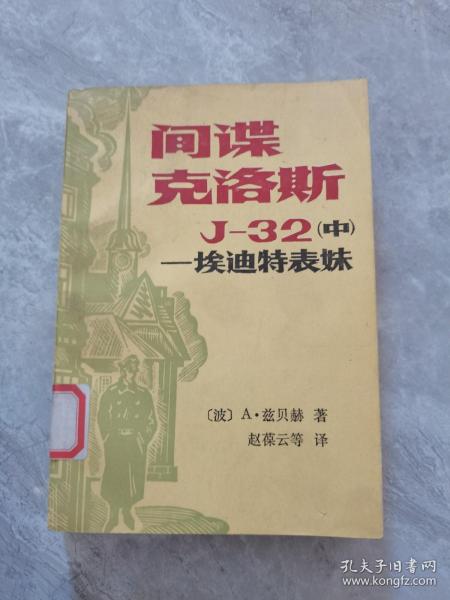 间谍
克洛斯
J-32(中)
—埃迪特表妹
〔波〕A·兹贝赫 著
赵葆云等 译
孔夫子旧书网
www.kongfz.com